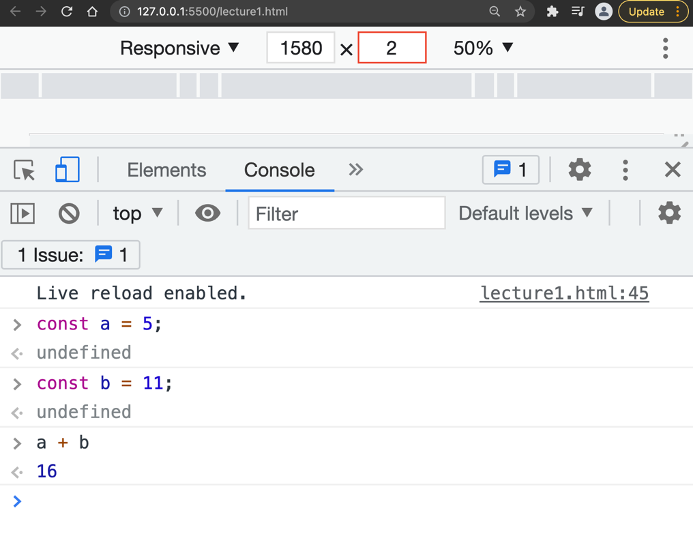 127.0.0.1:5500/lecture1.html Update
Responsive 1580 × 2 50%
Elements Console 1
top Filter Default levels
1 Issue: 1
Live reload enabled. lecture1.html:45
const a = 5;
undefined
const b = 11;
undefined
a + b
16